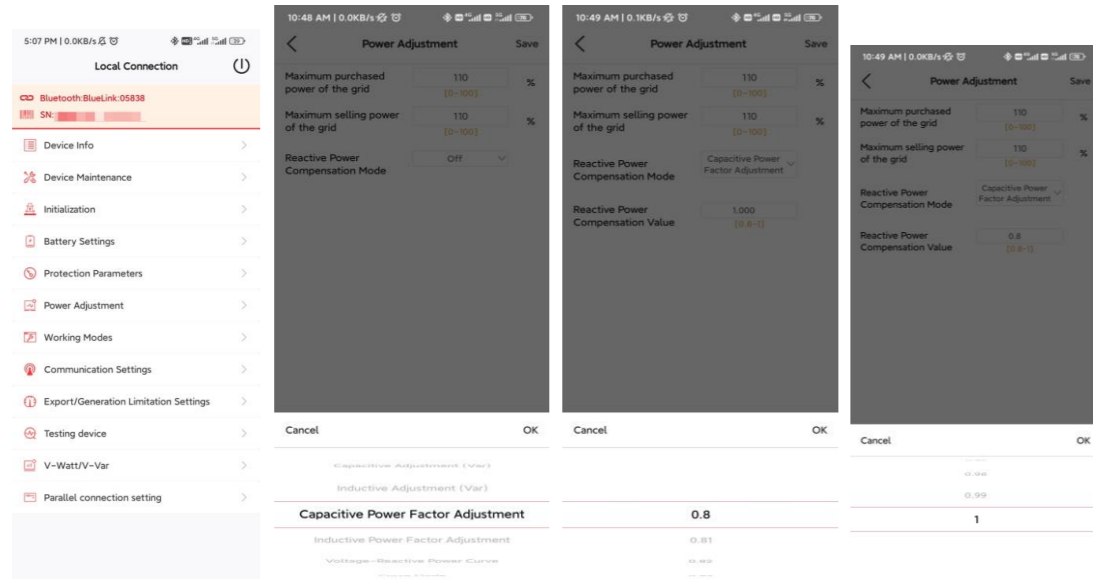 5:07 PM | 0.0KB/s
Local Connection
Bluetooth:BlueLink:05838
SN:
Device Info
Device Maintenance
Initialization
Battery Settings
Protection Parameters
Power Adjustment
Working Modes
Communication Settings
Export/Generation Limitation Settings
Testing device
V-Watt/V-Var
Parallel connection setting
10:48 AM | 0.0KB/s
Power Adjustment
Save
Maximum purchased
power of the grid
110
%
[0~100]
Maximum selling power
of the grid
110
%
[0~100]
Reactive Power
Compensation Mode
Off
Cancel
OK
Capacitive Adjustment (Var)
Inductive Adjustment (Var)
Capacitive Power Factor Adjustment
Inductive Power Factor Adjustment
Voltage-Reactive Power Curve
10:49 AM | 0.1KB/s
Power Adjustment
Save
Maximum purchased
power of the grid
110
%
[0~100]
Maximum selling power
of the grid
110
%
[0~100]
Reactive Power
Compensation Mode
Capacitive Power
Factor Adjustment
Reactive Power
Compensation Value
1.000
[0.8~1]
Cancel
OK
0.8
0.81
0.82
10:49 AM | 0.0KB/s
Power Adjustment
Save
Maximum purchased
power of the grid
110
%
[0~100]
Maximum selling power
of the grid
110
%
[0~100]
Reactive Power
Compensation Mode
Capacitive Power
Factor Adjustment
Reactive Power
Compensation Value
0.8
[0.8~1]
Cancel
OK
0.98
0.99
1